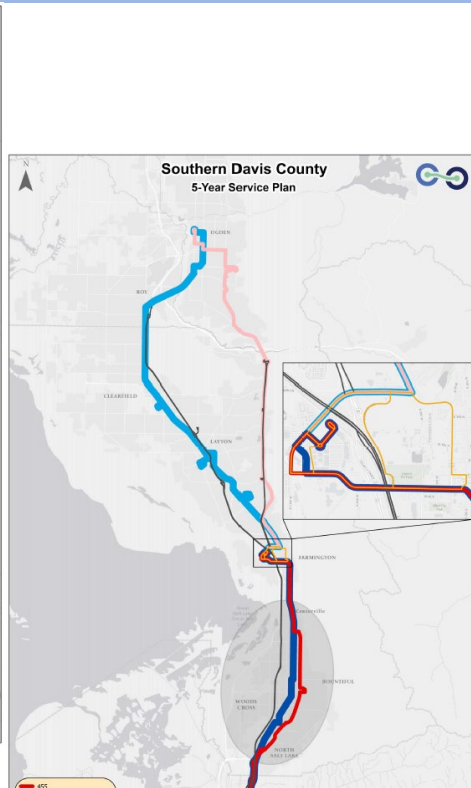 Southern Davis County
5-Year Service Plan
N
OGDEN
ROY
CLEARFIELD
LAYTON
FARMINGTON
Centerville
BOUNTIFUL
WOODS
CROSS
NORTH
SALT LAKE
455